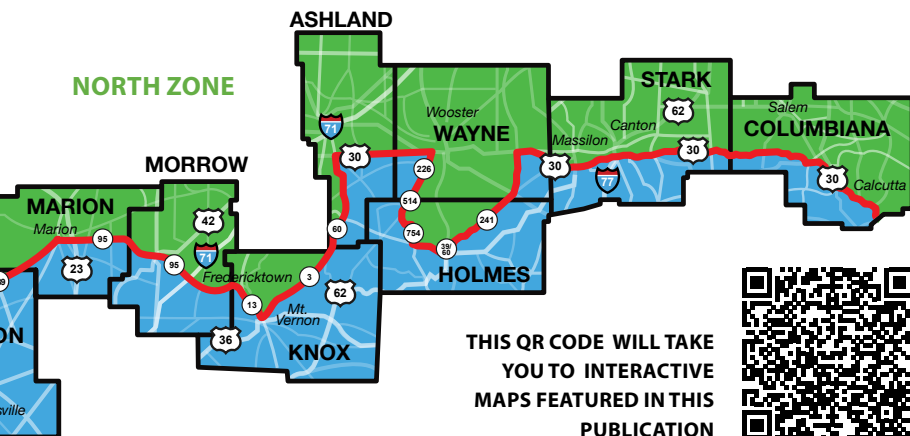 ASHLAND
NORTH ZONE
STARK
71
Wooster
WAYNE
62
Salem
COLUMBIANA
Massilon
Canton
30
30
30
MORROW
226
77
30
Calcutta
MARION
42
514
Marion
95
60
754
241
39/
60
71
95
23
Fredericktown
3
HOLMES
62
13
Mt.
Vernon
36
KNOX
ON
THIS QR CODE WILL TAKE
YOU TO INTERACTIVE
MAPS FEATURED IN THIS
PUBLICATION
sville